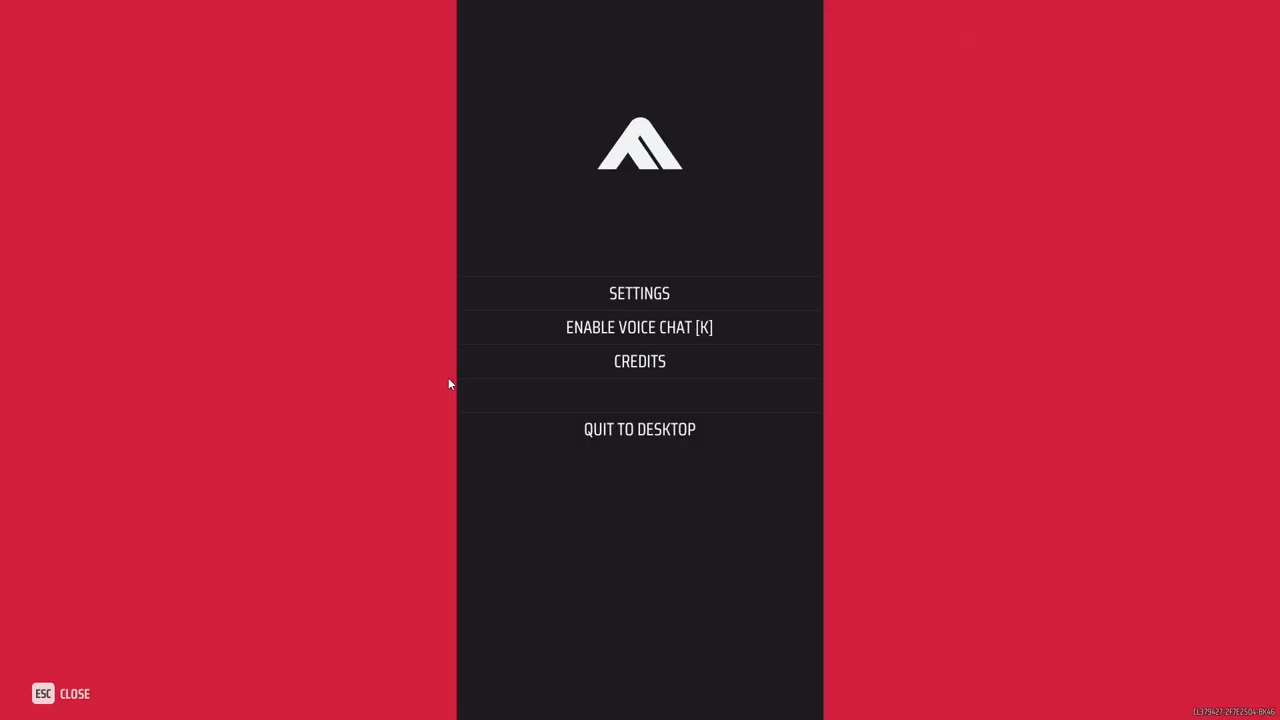 SETTINGS
ENABLE VOICE CHAT [K]
CREDITS
QUIT TO DESKTOP
ESC CLOSE